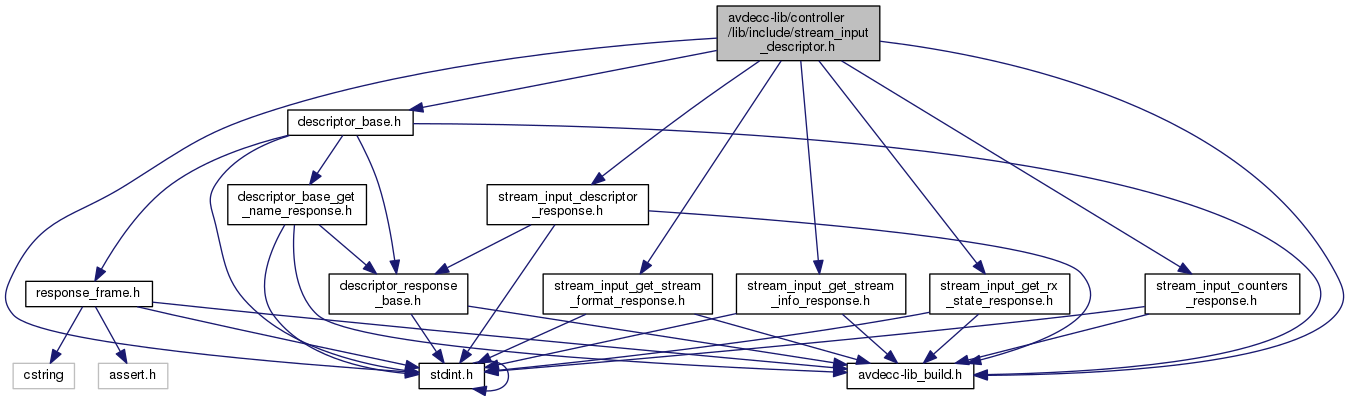 avdecc-lib/controller
/lib/include/stream_input
_descriptor.h
descriptor_base.h
descriptor_base_get
_name_response.h
stream_input_descriptor
_response.h
response_frame.h
descriptor_response
_base.h
stream_input_get_stream
_format_response.h
stream_input_get_stream
_info_response.h
stream_input_get_rx
_state_response.h
stream_input_counters
_response.h
cstring
assert.h
stdint.h
avdecc-lib_build.h